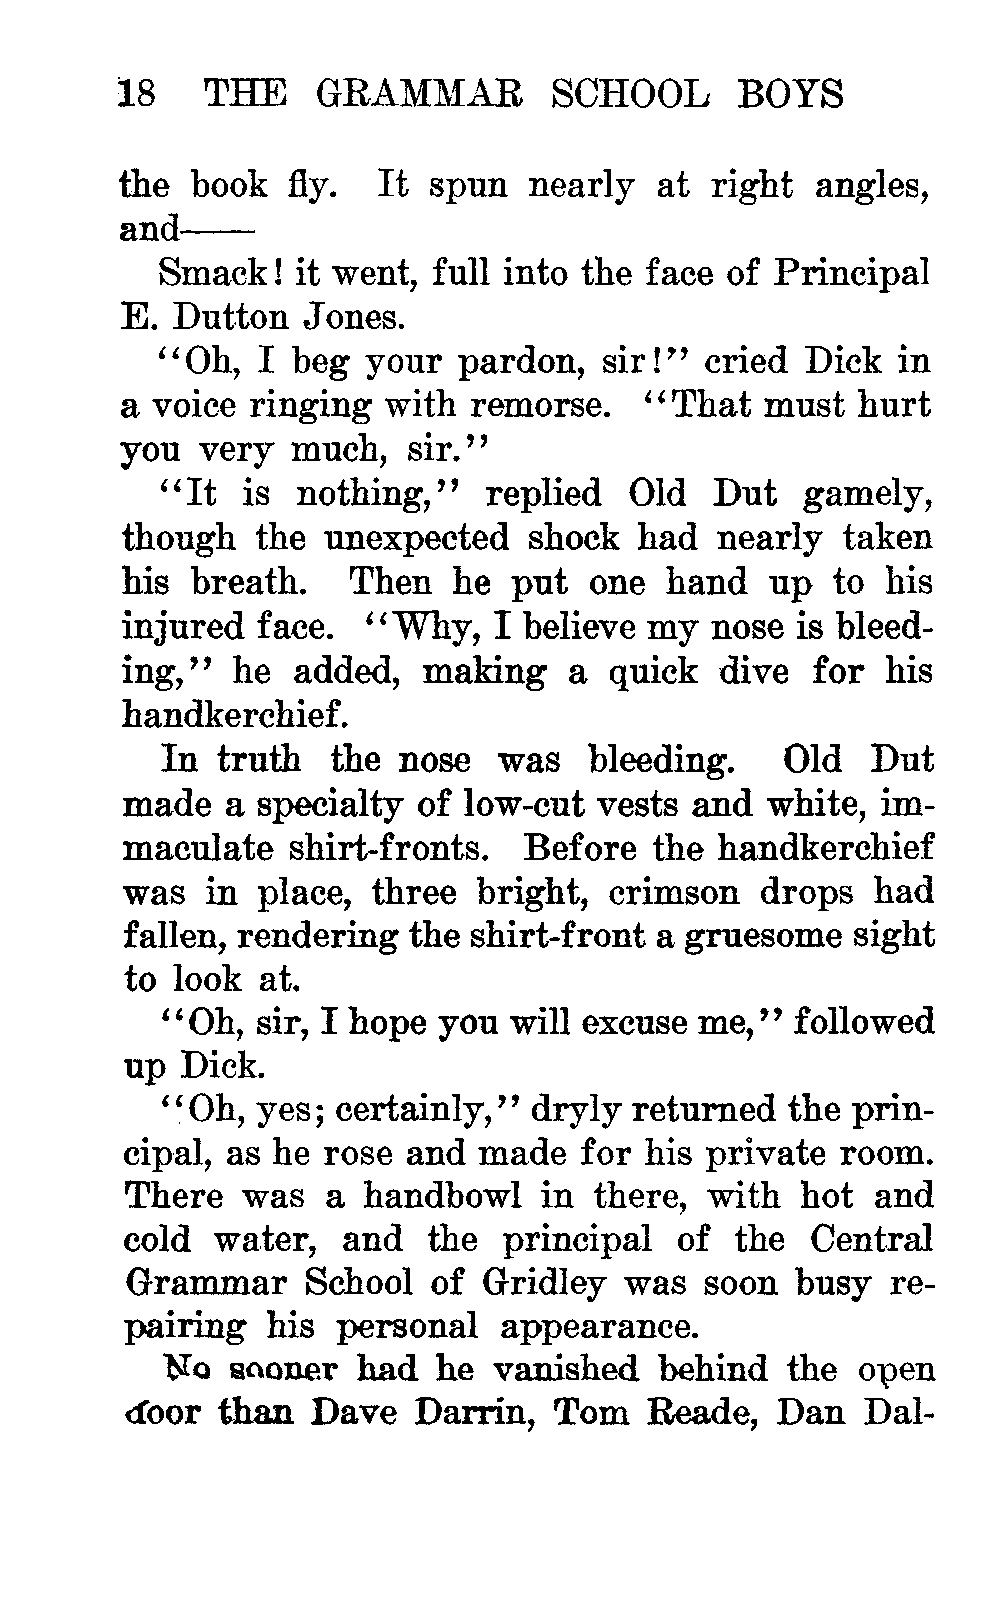 18 THE GRAMMAR SCHOOL BOYS
the book fly. It spun nearly at right angles,
and——
Smack! it went, full into the face of Principal
E. Dutton Jones.
“Oh, I beg your pardon, sir!” cried Dick in
a voice ringing with remorse. “That must hurt
you very much, sir.”
“It is nothing,” replied Old Dut gamely,
though the unexpected shock had nearly taken
his breath. Then he put one hand up to his
injured face. “Why, I believe my nose is bleed-
ing,” he added, making a quick dive for his
handkerchief.
In truth the nose was bleeding. Old Dut
made a specialty of low-cut vests and white, im-
maculate shirt-fronts. Before the handkerchief
was in place, three bright, crimson drops had
fallen, rendering the shirt-front a gruesome sight
to look at.
“Oh, sir, I hope you will excuse me,” followed
up Dick.
“Oh, yes; certainly,” dryly returned the prin-
cipal, as he rose and made for his private room.
There was a handbowl in there, with hot and
cold water, and the principal of the Central
Grammar School of Gridley was soon busy re-
pairing his personal appearance.
No sooner had he vanished behind the open
door than Dave Darrin, Tom Reade, Dan Dal-